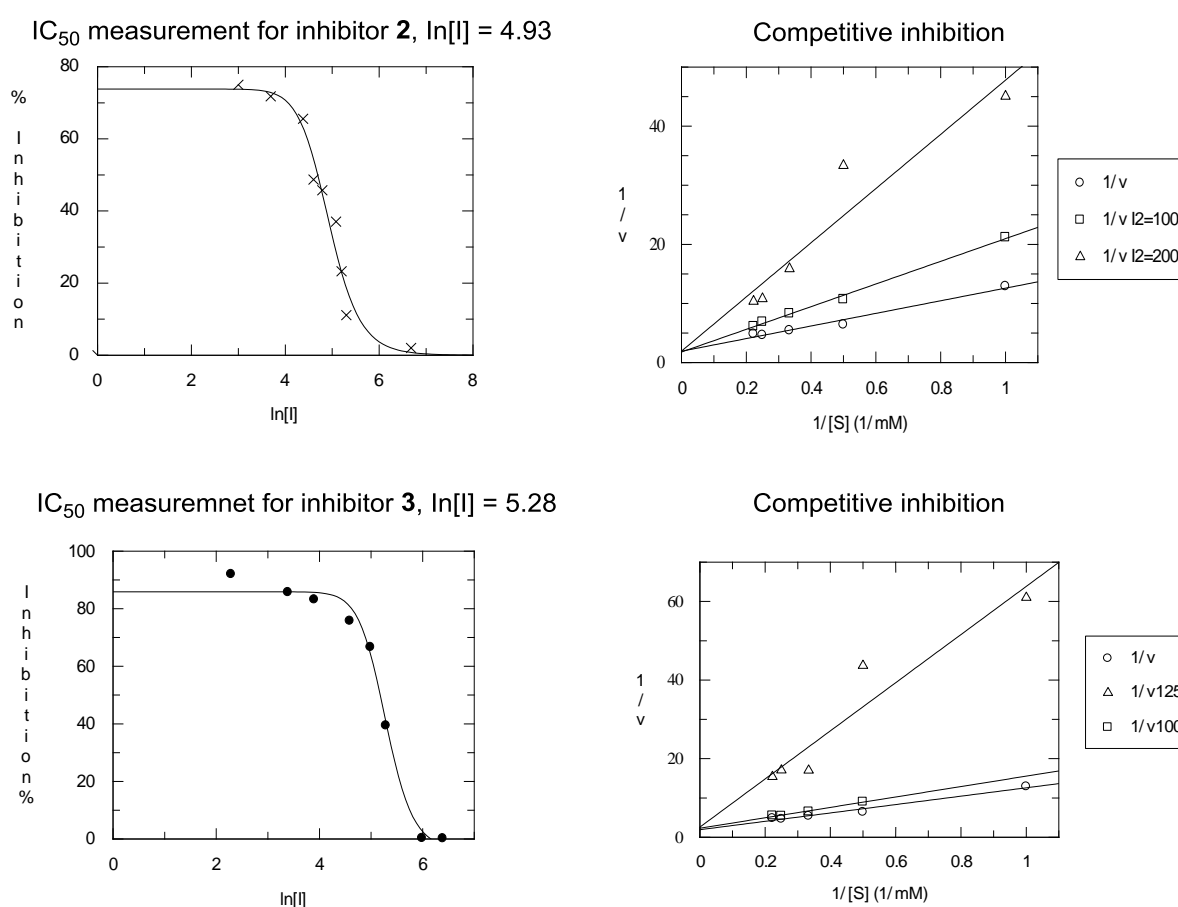 IC50 measurement for inhibitor 2, ln[I] = 4.93
80
60
40
20
0
% Inhibition
0 2 4 6 8
ln[I]
Competitive inhibition
40
20
0
1/v
0 0.2 0.4 0.6 0.8 1
1/[S] (1/mM)
1/v
1/v I2=100
1/v I2=200
IC50 measuremnet for inhibitor 3, ln[I] = 5.28
100
80
60
40
20
0
Inhibition%
0 2 4 6
ln[I]
Competitive inhibition
60
40
20
0
1/v
0 0.2 0.4 0.6 0.8 1
1/[S] (1/mM)
1/v
1/v125
1/v100